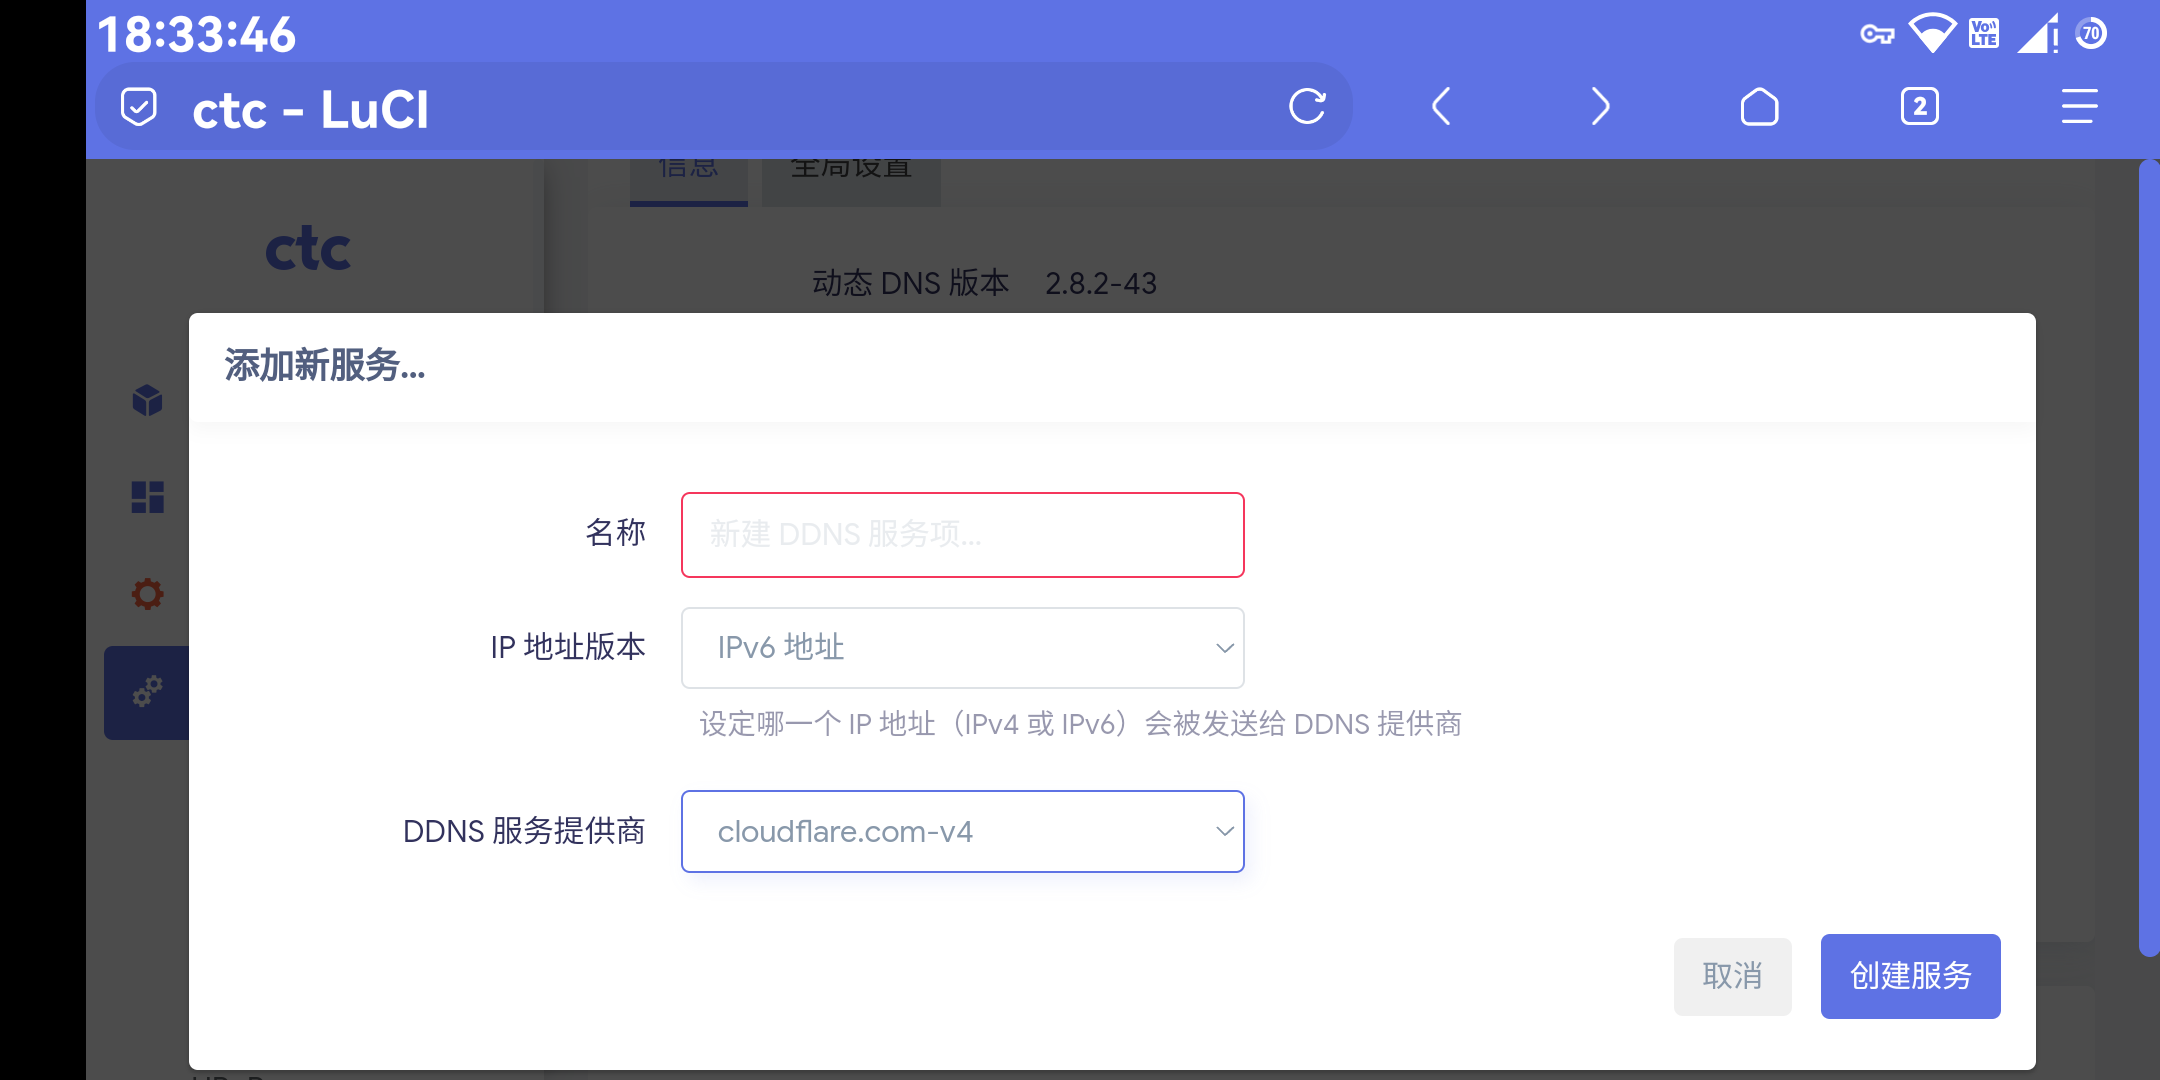 18:33:46
70
ctc - LuCI
2
信息 全局设置
ctc
动态 DNS 版本 2.8.2-43
添加新服务...
名称 新建 DDNS 服务项...
IP 地址版本 IPv6 地址
设定哪一个 IP 地址（IPv4 或 IPv6）会被发送给 DDNS 提供商
DDNS 服务提供商 cloudflare.com-v4
取消 创建服务